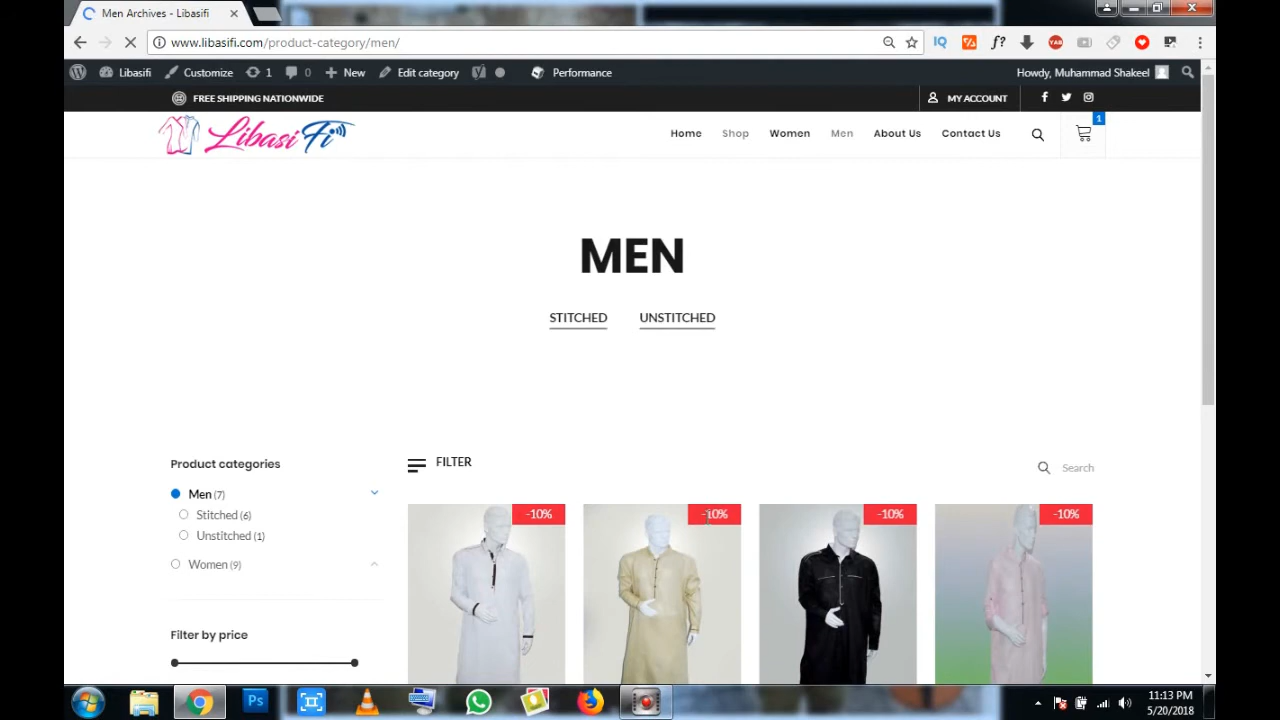 Men Archives - Libasifi
www.libasifi.com/product-category/men/
Libasifi Customize 1 0 New Edit category Performance Howdy, Muhammad Shakeel
FREE SHIPPING NATIONWIDE MY ACCOUNT
Libasi Fi Home Shop Women Men About Us Contact Us 1
MEN
STITCHED UNSTITCHED
Product categories
FILTER Search
Men (7)
Stitched (6)
Unstitched (1)
Women (9)
-10% -10% -10% -10%
Filter by price
11:13 PM
5/20/2018